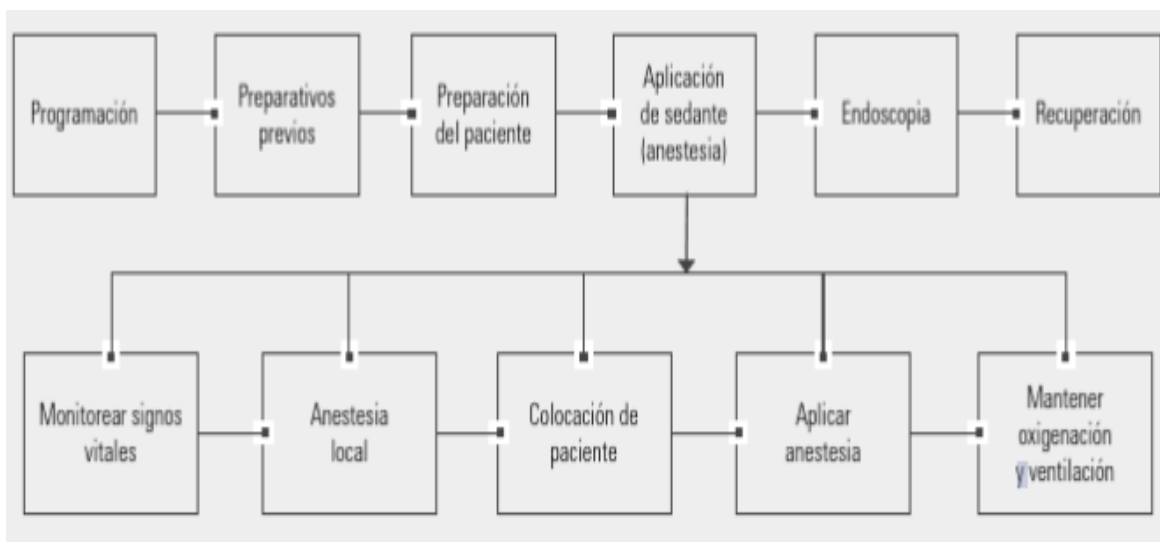 Programación
Preparativos
previos
Preparación
del paciente
Aplicación
de sedante
(anestesia)
Endoscopia
Recuperación
Monitorear signos
vitales
Anestesia
local
Colocación de
paciente
Aplicar
anestesia
Mantener
oxigenación
y ventilación